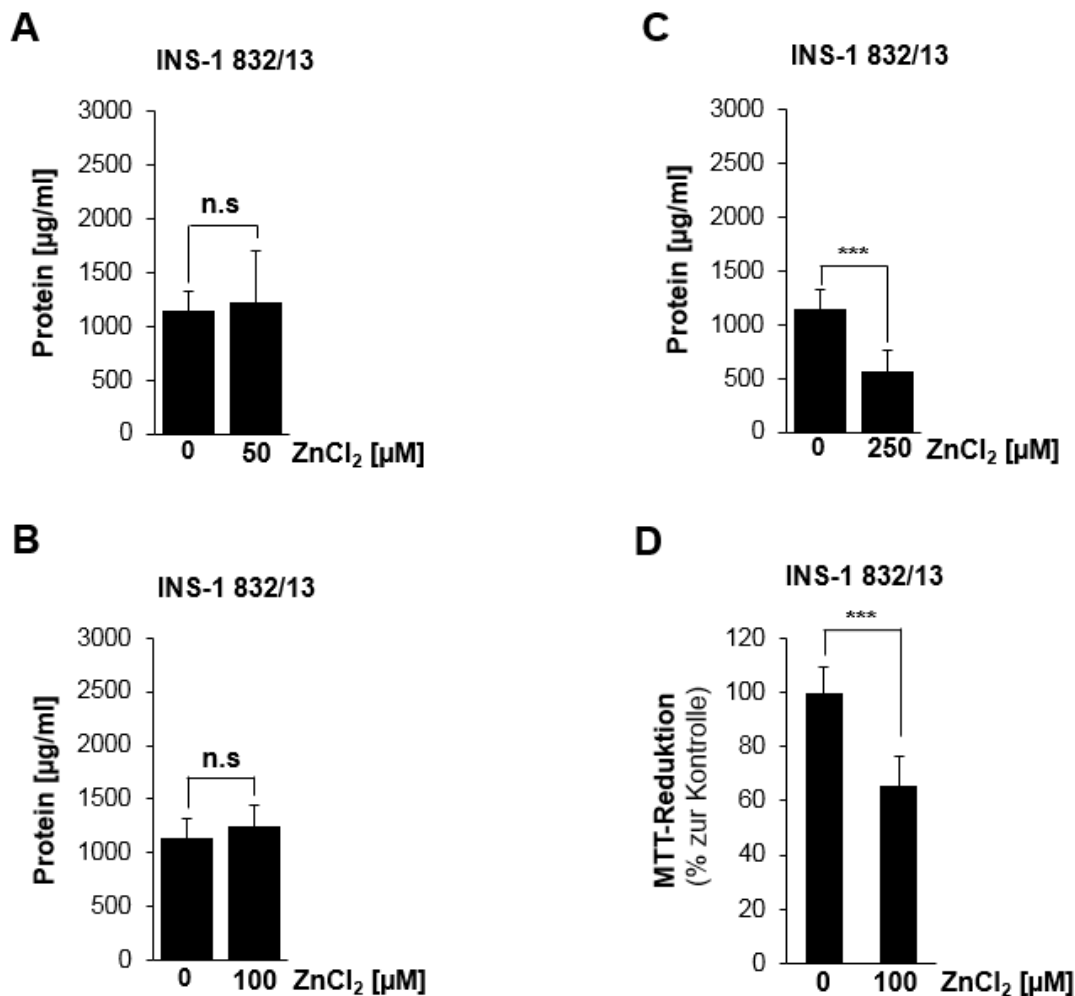 A
INS-1 832/13
3000
2500
2000
1500
1000
500
0
Protein [µg/ml]
n.s
0 50 ZnCl₂ [µM]
C
INS-1 832/13
3000
2500
2000
1500
1000
500
0
Protein [µg/ml]
***
0 250 ZnCl₂ [µM]
B
INS-1 832/13
3000
2500
2000
1500
1000
500
0
Protein [µg/ml]
n.s
0 100 ZnCl₂ [µM]
D
INS-1 832/13
120
100
80
60
40
20
0
MTT-Reduktion
(% zur Kontrolle)
***
0 100 ZnCl₂ [µM]